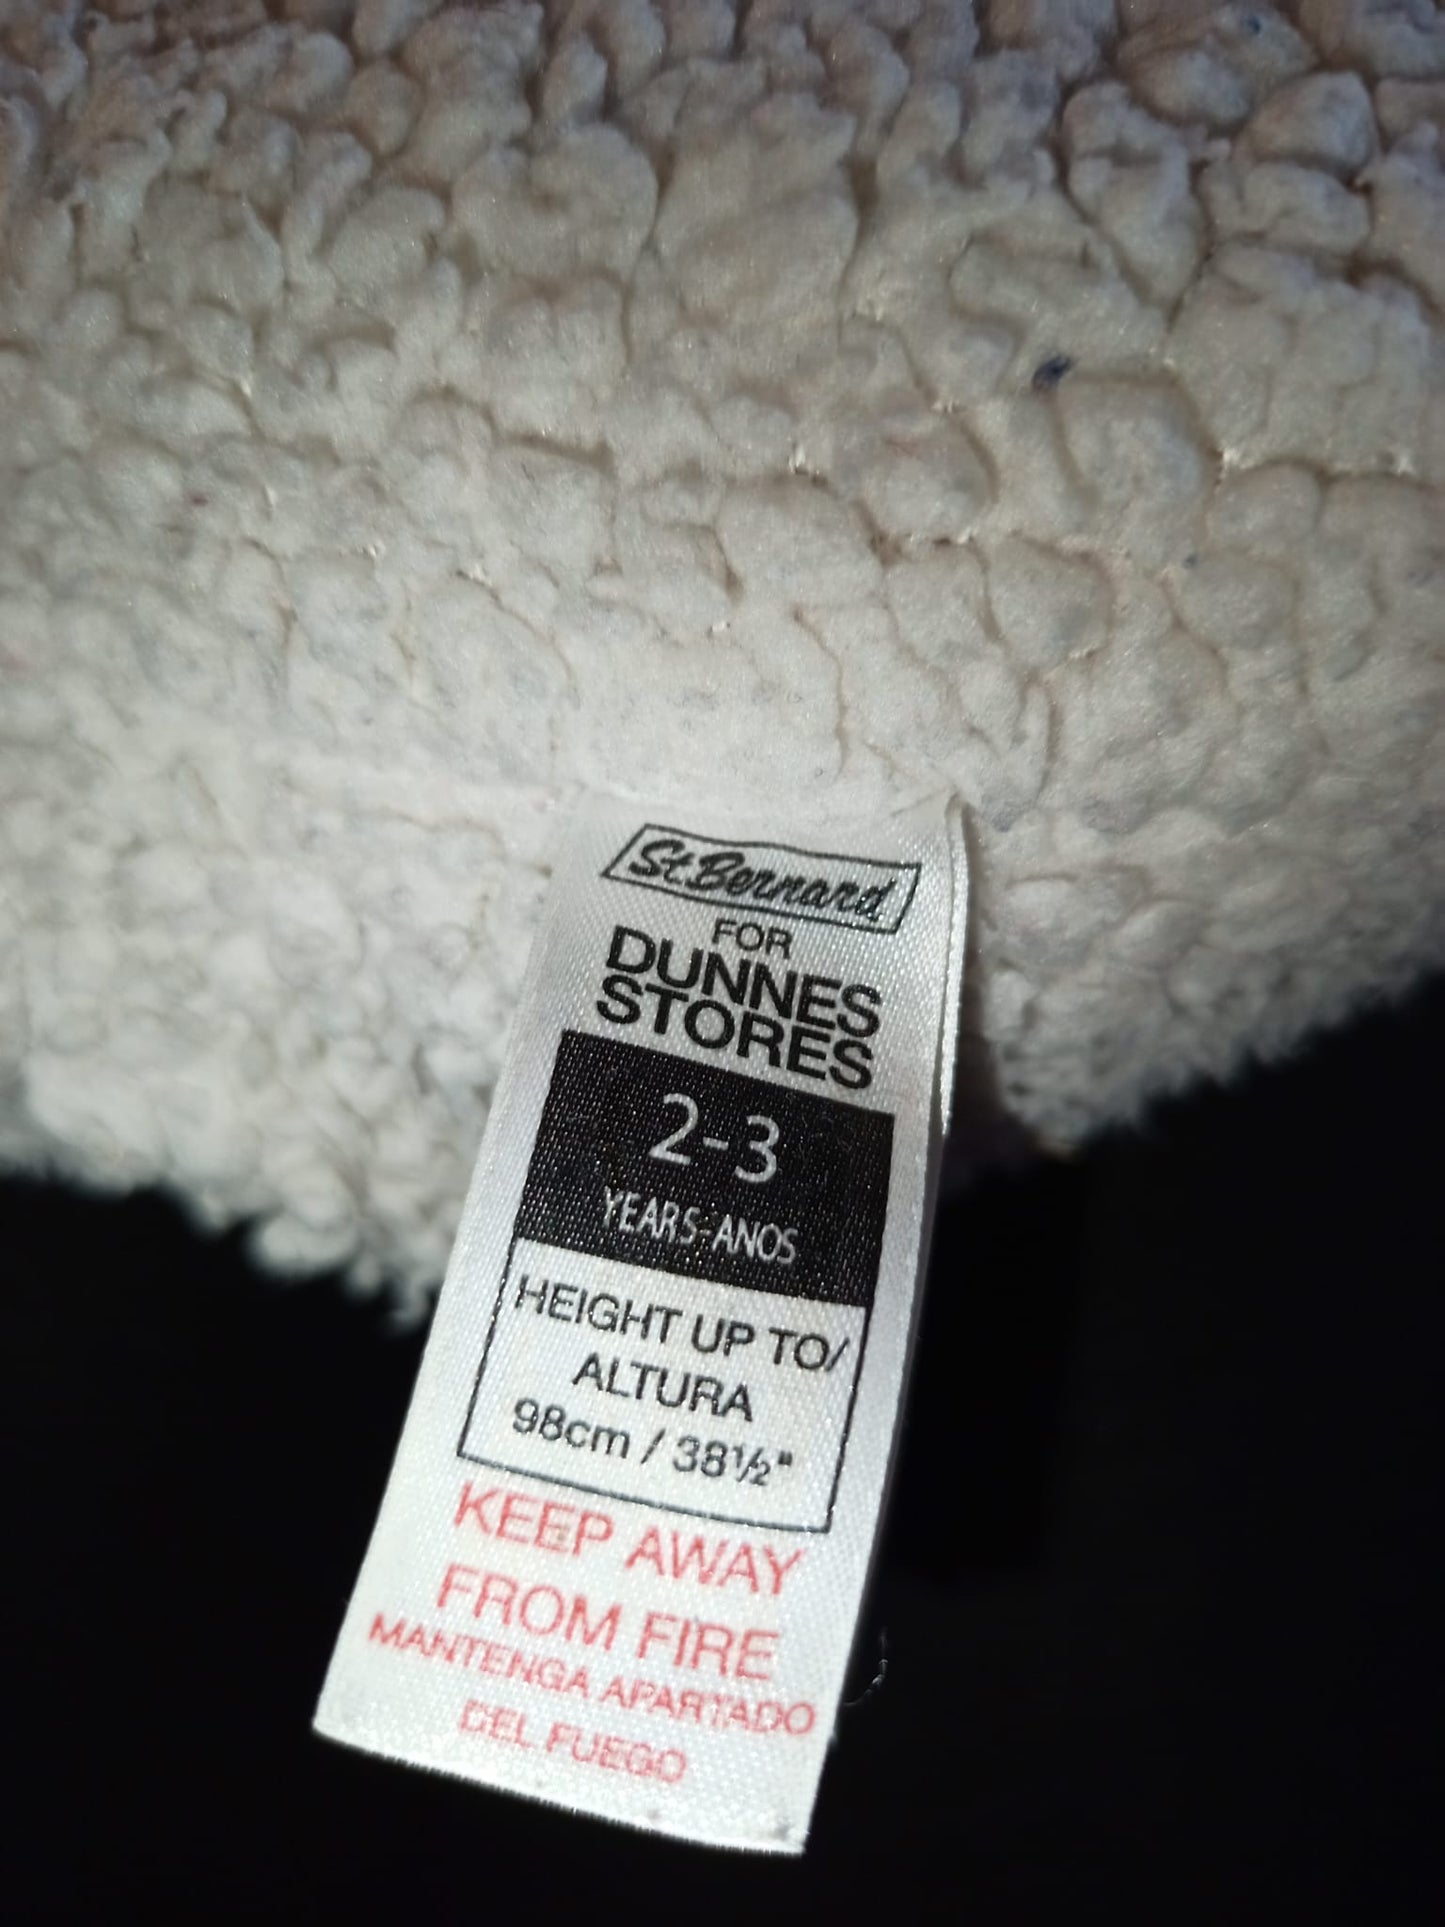 St.Bernard
FOR
DUNNES
STORES
2-3
YEARS-ANOS
HEIGHT UP TO/
ALTURA
98cm / 38½"
KEEP AWAY
FROM FIRE
MANTENGA APARTADO
DEL FUEGO